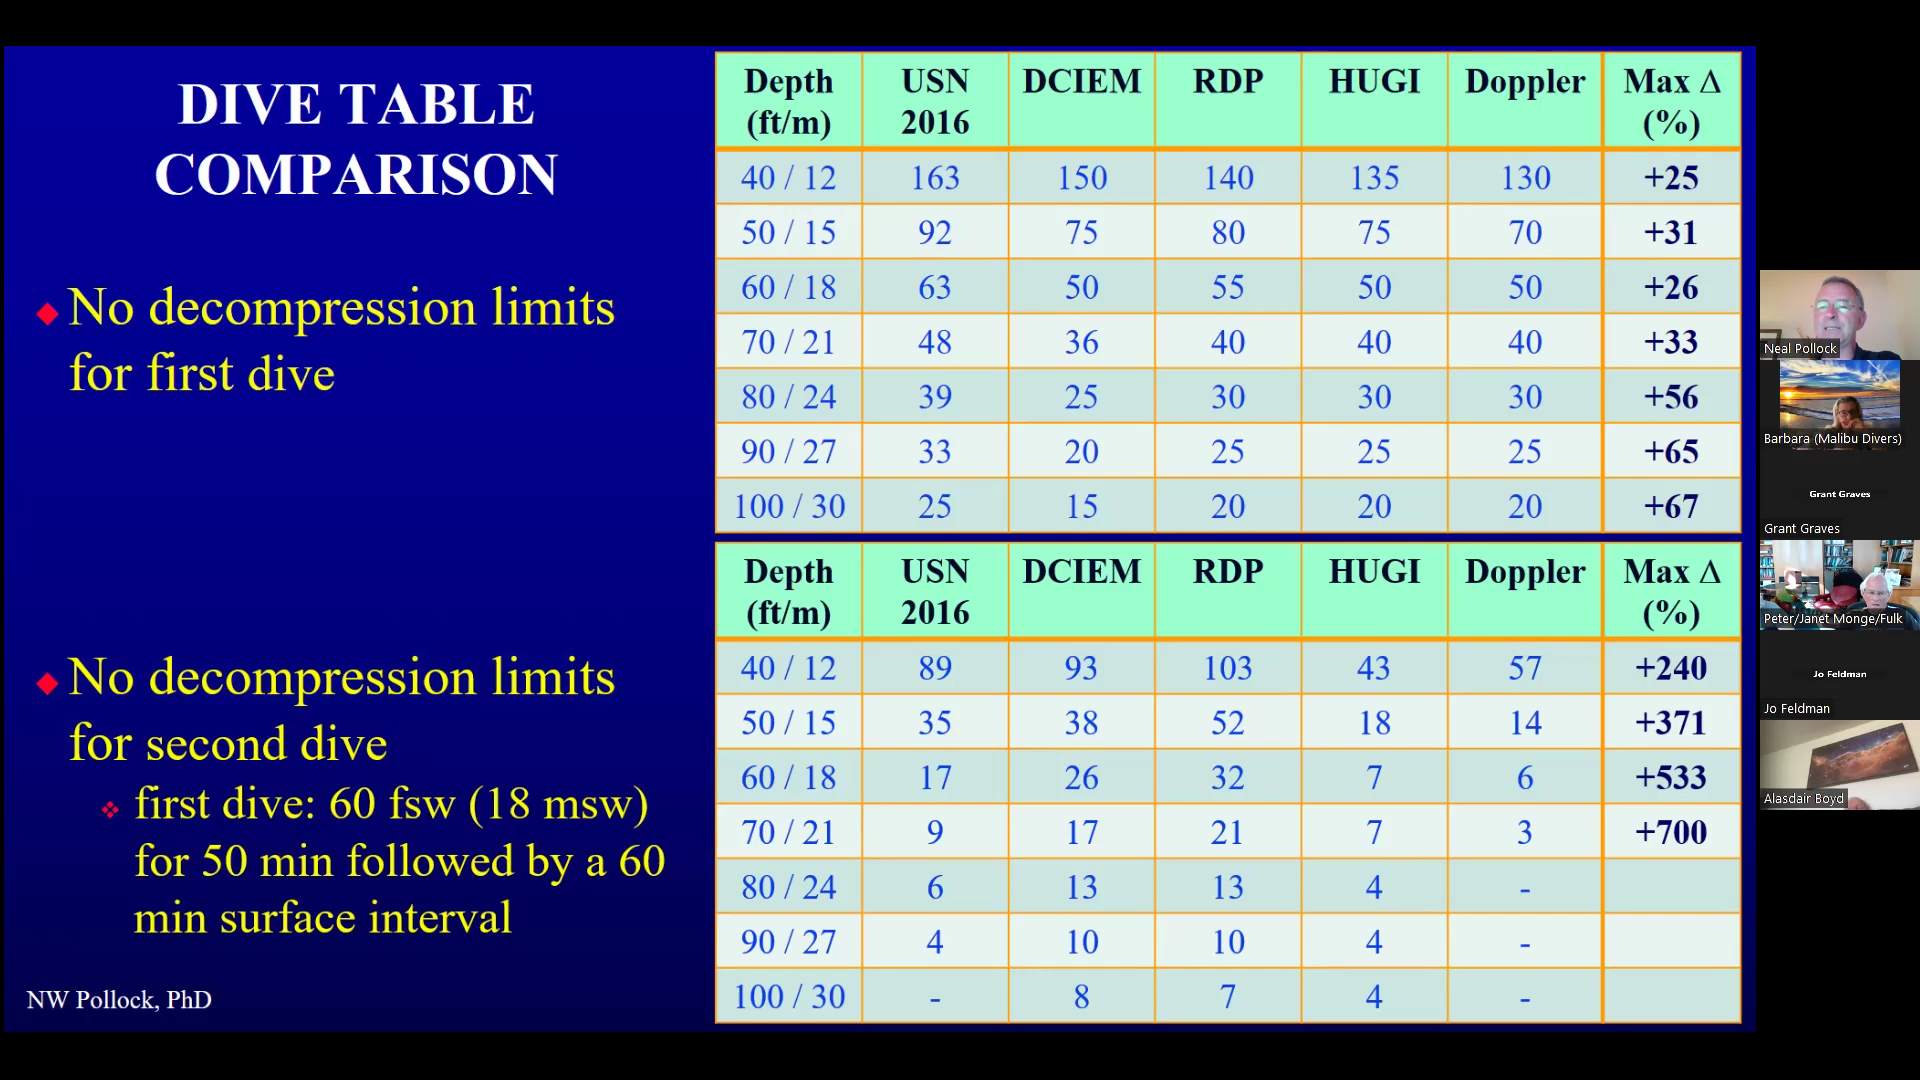 DIVE TABLE
COMPARISON
No decompression limits
for first dive
No decompression limits
for second dive
first dive: 60 fsw (18 msw)
for 50 min followed by a 60
min surface interval
NW Pollock, PhD
Depth (ft/m) USN 2016 DCIEM RDP HUGI Doppler Max Δ (%)
40 / 12 163 150 140 135 130 +25
50 / 15 92 75 80 75 70 +31
60 / 18 63 50 55 50 50 +26
70 / 21 48 36 40 40 40 +33
80 / 24 39 25 30 30 30 +56
90 / 27 33 20 25 25 25 +65
100 / 30 25 15 20 20 20 +67
Depth (ft/m) USN 2016 DCIEM RDP HUGI Doppler Max Δ (%)
40 / 12 89 93 103 43 57 +240
50 / 15 35 38 52 18 14 +371
60 / 18 17 26 32 7 6 +533
70 / 21 9 17 21 7 3 +700
80 / 24 6 13 13 4 -
90 / 27 4 10 10 4 -
100 / 30 - 8 7 4 -
Neal Pollock
Barbara (Malibu Divers)
Grant Graves
Grant Graves
Peter/Janet Monge/Fulk
Jo Feldman
Jo Feldman
Alasdair Boyd